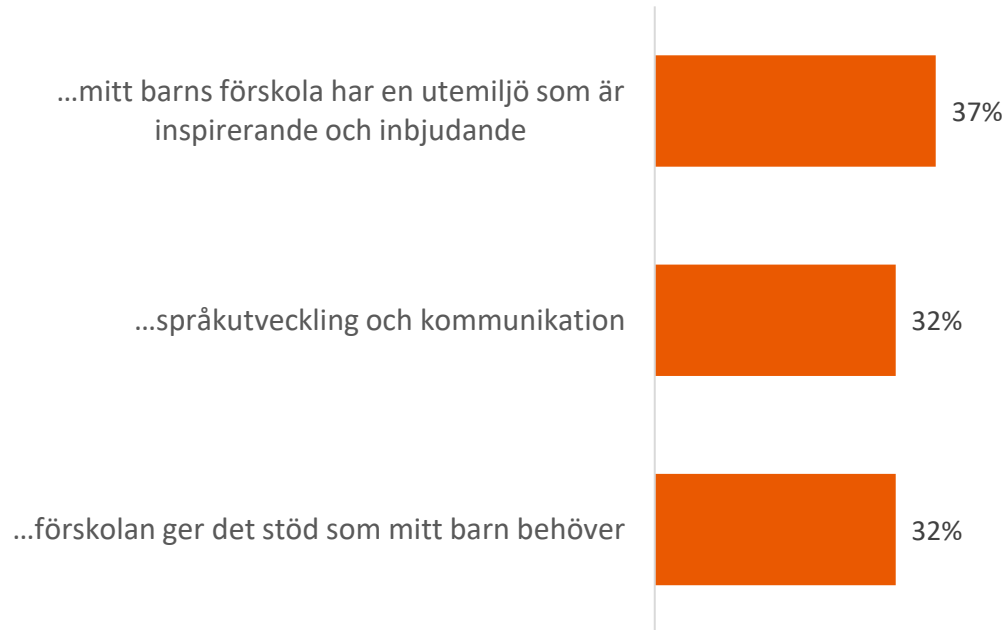 …mitt barns förskola har en utemiljö som är
inspirerande och inbjudande
37%
…språkutveckling och kommunikation
32%
…förskolan ger det stöd som mitt barn behöver
32%